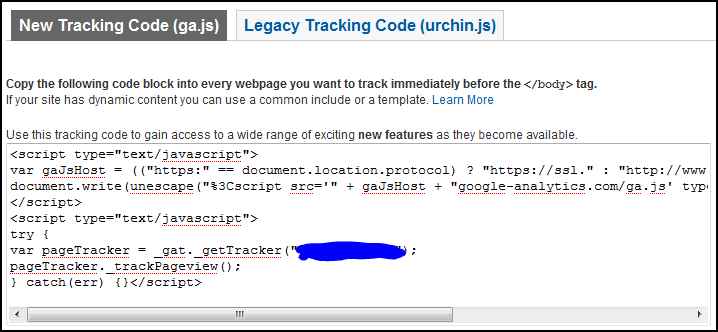 New Tracking Code (ga.js) Legacy Tracking Code (urchin.js)
Copy the following code block into every webpage you want to track immediately before the </body> tag.
If your site has dynamic content you can use a common include or a template. Learn More
Use this tracking code to gain access to a wide range of exciting new features as they become available.
<script type="text/javascript">
var gaJsHost = (("https:" == document.location.protocol) ? "https://ssl." : "http://www
document.write(unescape("%3Cscript src='" + gaJsHost + "google-analytics.com/ga.js' typ
</script>
<script type="text/javascript">
try {
var pageTracker = _gat._getTracker("");
pageTracker._trackPageview();
} catch(err) {}</script>